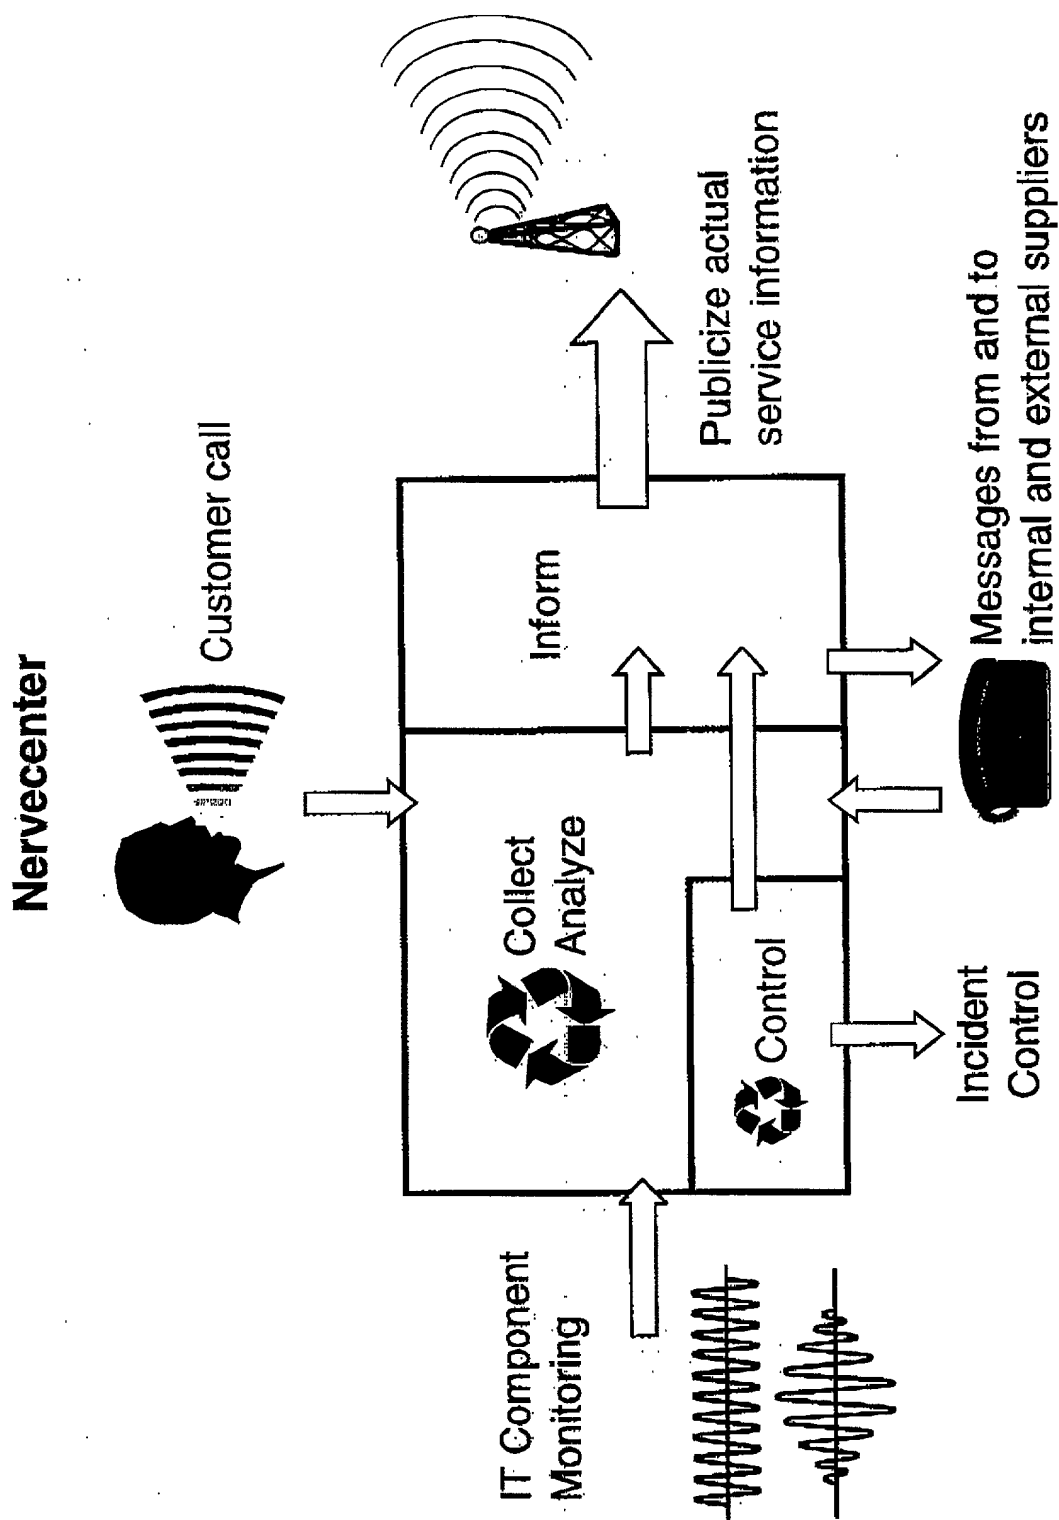 Nervecenter
Customer call
IT Component
Monitoring
Collect
Analyze
Inform
Control
Publicize actual
service information
Incident
Control
Messages from and to
internal and external suppliers